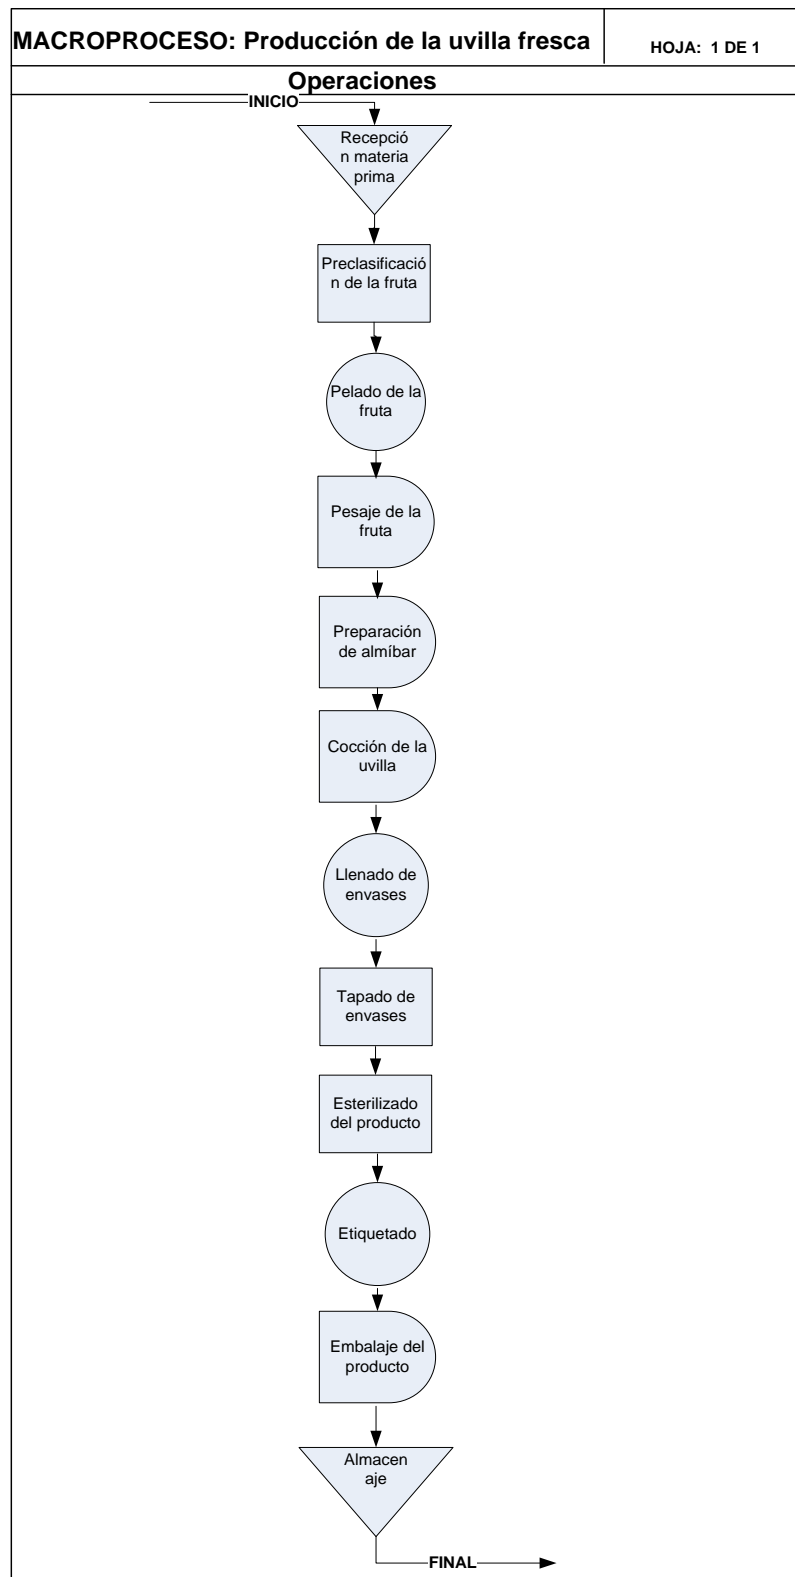 MACROPROCESO: Producción de la uvilla fresca
HOJA: 1 DE 1
Operaciones
INICIO
Recepció
n materia
prima
Preclasificació
n de la fruta
Pelado de la
fruta
Pesaje de la
fruta
Preparación
de almíbar
Cocción de la
uvilla
Llenado de
envases
Tapado de
envases
Esterilizado
del producto
Etiquetado
Embalaje del
producto
Almacen
aje
FINAL